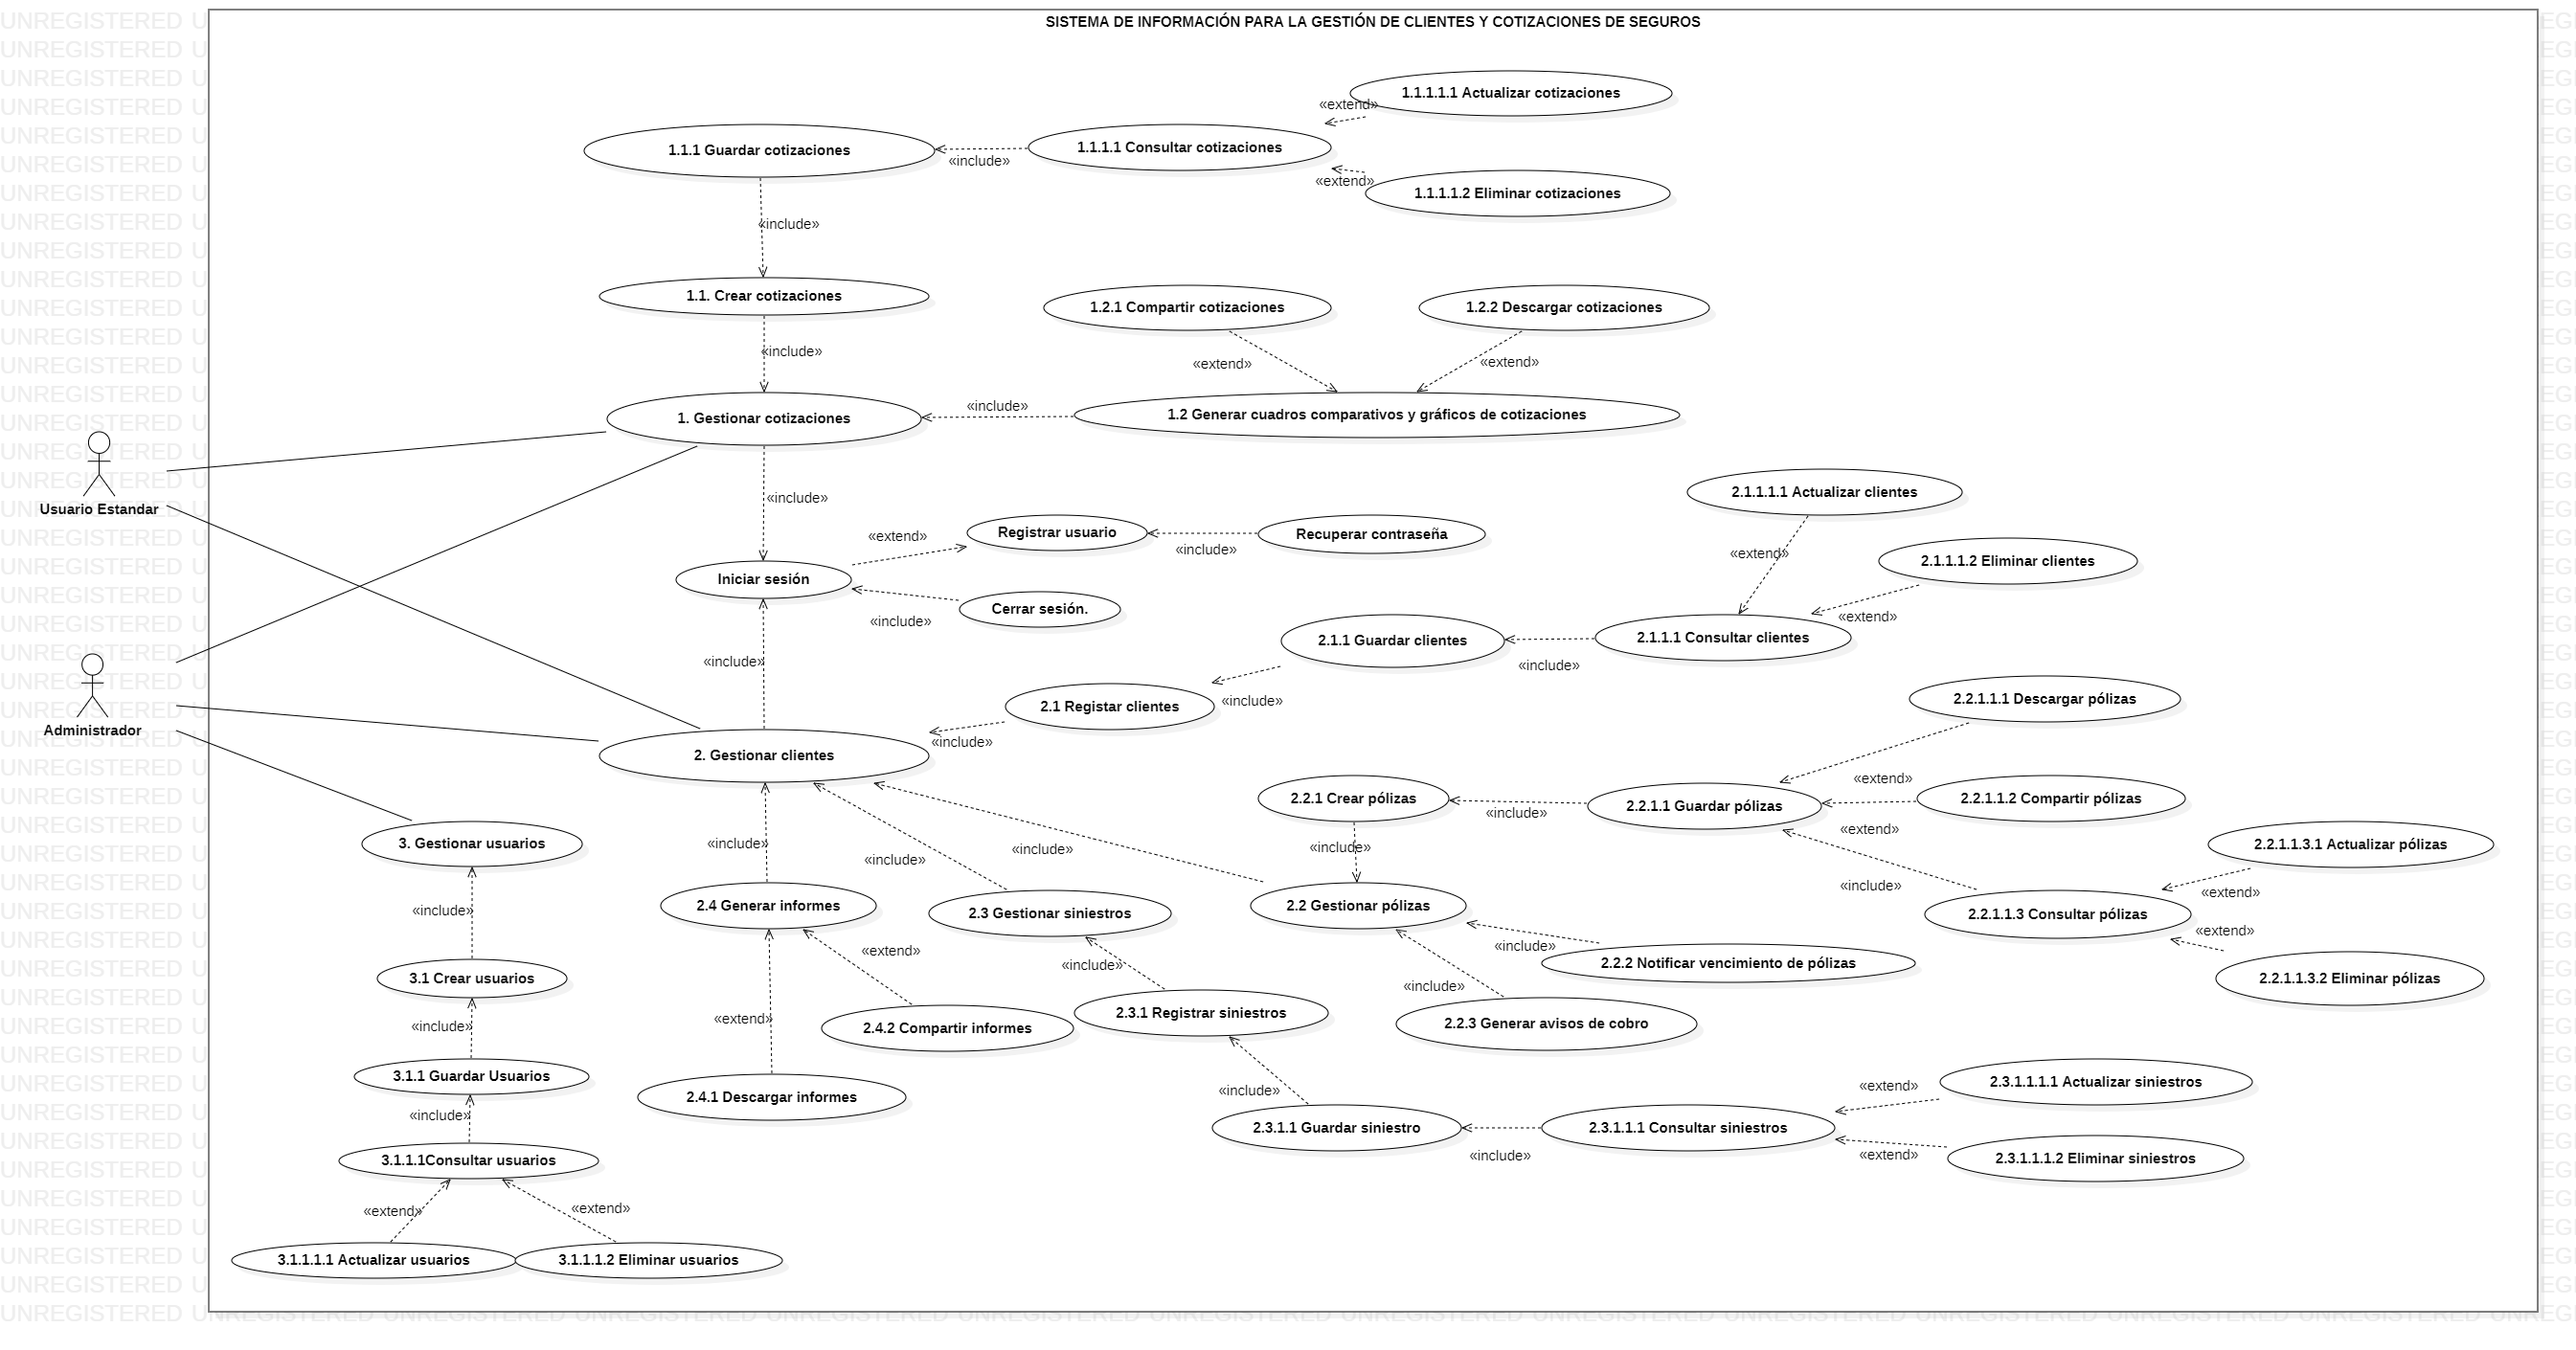 SISTEMA DE INFORMACIÓN PARA LA GESTIÓN DE CLIENTES Y COTIZACIONES DE SEGUROS
1.1.1.1.1 Actualizar cotizaciones
«extend»
1.1.1 Guardar cotizaciones
«include»
1.1.1.1 Consultar cotizaciones
«extend»
1.1.1.1.2 Eliminar cotizaciones
«include»
1.1. Crear cotizaciones
1.2.1 Compartir cotizaciones
1.2.2 Descargar cotizaciones
«include»
«extend»
«extend»
1. Gestionar cotizaciones
«include»
1.2 Generar cuadros comparativos y gráficos de cotizaciones
Usuario Estandar
«include»
2.1.1.1.1 Actualizar clientes
«extend»
Registrar usuario
«include»
Recuperar contraseña
«extend»
2.1.1.1.2 Eliminar clientes
Iniciar sesión
Cerrar sesión.
«include»
«extend»
2.1.1 Guardar clientes
«include»
2.1.1.1 Consultar clientes
«include»
2.1 Registar clientes
«include»
2.2.1.1.1 Descargar pólizas
Administrador
«include»
2. Gestionar clientes
«extend»
2.2.1 Crear pólizas
«include»
2.2.1.1 Guardar pólizas
2.2.1.1.2 Compartir pólizas
«extend»
3. Gestionar usuarios
«include»
«include»
«include»
«include»
2.2.1.1.3.1 Actualizar pólizas
«include»
«extend»
«include»
2.4 Generar informes
2.3 Gestionar siniestros
2.2 Gestionar pólizas
2.2.1.1.3 Consultar pólizas
«extend»
«extend»
«include»
«include»
2.2.2 Notificar vencimiento de pólizas
3.1 Crear usuarios
2.2.1.1.3.2 Eliminar pólizas
«include»
«include»
«extend»
2.4.2 Compartir informes
2.3.1 Registrar siniestros
2.2.3 Generar avisos de cobro
3.1.1 Guardar Usuarios
2.4.1 Descargar informes
«include»
«extend»
2.3.1.1.1.1 Actualizar siniestros
«include»
2.3.1.1 Guardar siniestro
«include»
2.3.1.1.1 Consultar siniestros
«extend»
2.3.1.1.1.2 Eliminar siniestros
3.1.1.1Consultar usuarios
«extend»
«extend»
3.1.1.1.1 Actualizar usuarios
3.1.1.1.2 Eliminar usuarios
UNREGISTERED